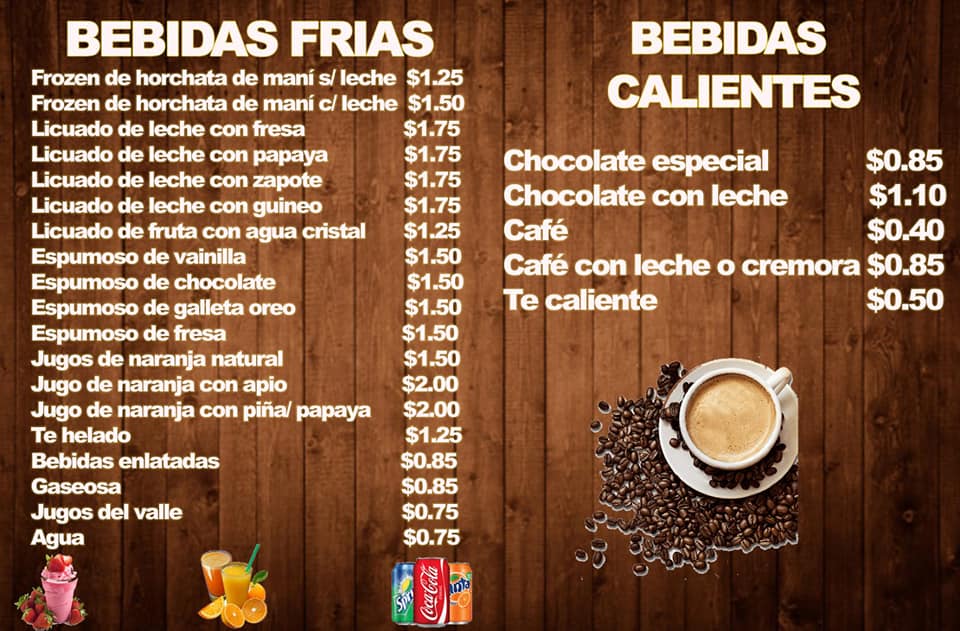 BEBIDAS FRIAS
Frozen de horchata de maní s/ leche $1.25
Frozen de horchata de maní c/ leche $1.50
Licuado de leche con fresa $1.75
Licuado de leche con papaya $1.75
Licuado de leche con zapote $1.75
Licuado de leche con guineo $1.75
Licuado de fruta con agua cristal $1.25
Espumoso de vainilla $1.50
Espumoso de chocolate $1.50
Espumoso de galleta oreo $1.50
Espumoso de fresa $1.50
Jugos de naranja natural $1.50
Jugo de naranja con apio $2.00
Jugo de naranja con piña/ papaya $2.00
Te helado $1.25
Bebidas enlatadas $0.85
Gaseosa $0.85
Jugos del valle $0.75
Agua $0.75
BEBIDAS
CALIENTES
Chocolate especial $0.85
Chocolate con leche $1.10
Café $0.40
Café con leche o cremora $0.85
Te caliente $0.50
Coca-Cola